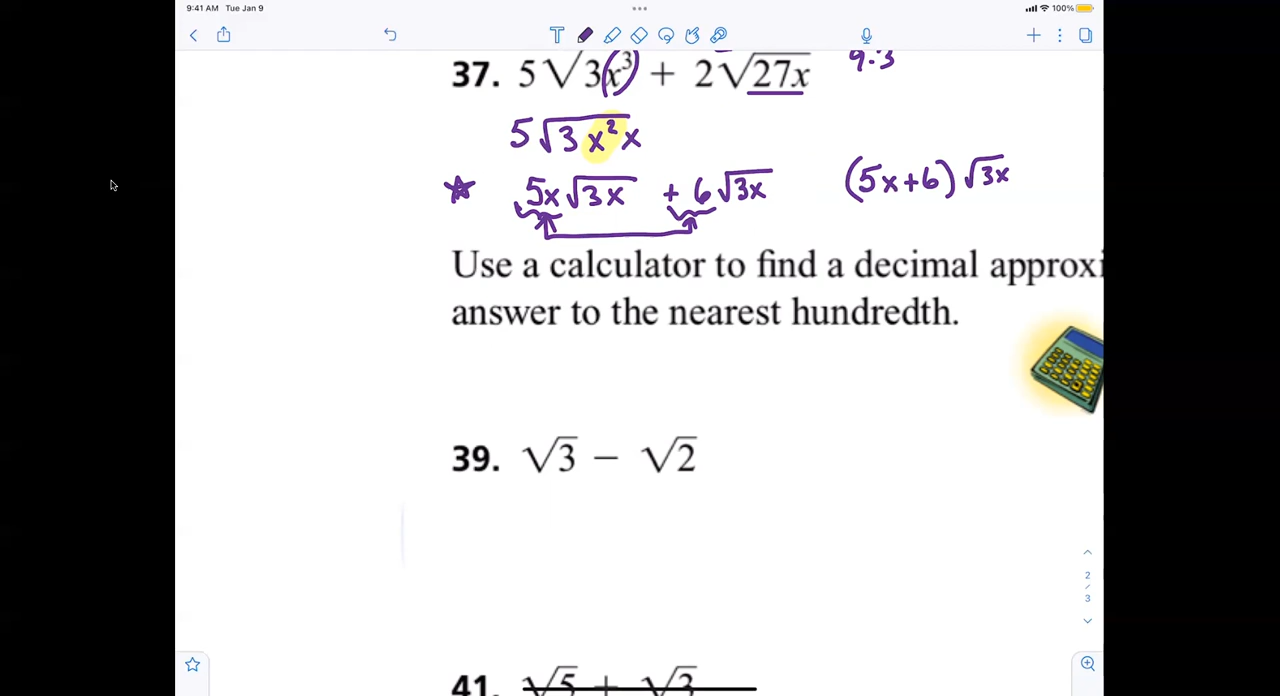 9:41 AM Tue Jan 9
100%
9·3
37. 5√3x³ + 2√27x
5√3x²x
5x√3x + 6√3x (5x+6)√3x
Use a calculator to find a decimal approxi
answer to the nearest hundredth.
39. √3 − √2
2
/
3
41. √5 + √3